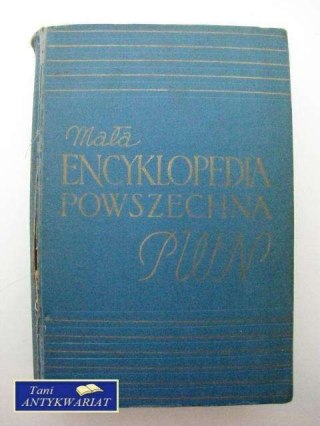 Mała
ENCYKLOPEDIA
POWSZECHNA
PWN
Tani
ANTYKWARIAT